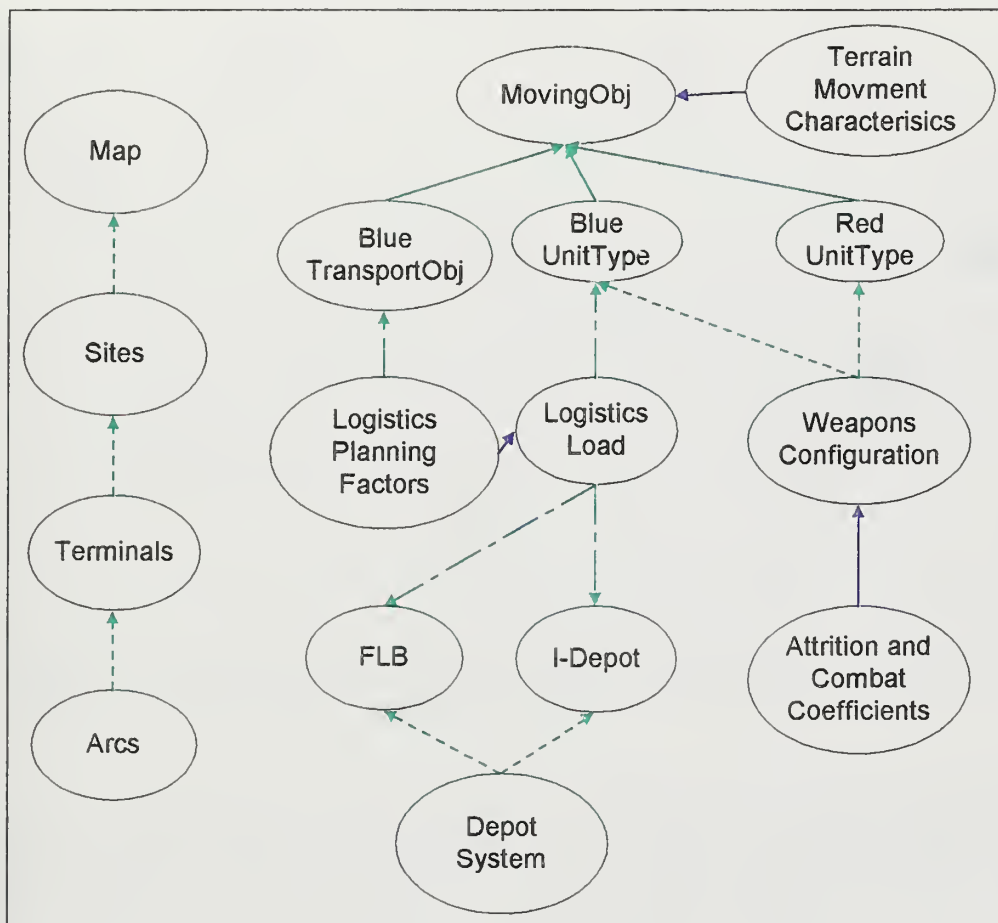 Map
Sites
Terminals
Arcs
MovingObj
Terrain
Movment
Characterisics
Blue
TransportObj
Blue
UnitType
Red
UnitType
Logistics
Planning
Factors
Logistics
Load
Weapons
Configuration
FLB
I-Depot
Attrition and
Combat
Coefficients
Depot
System